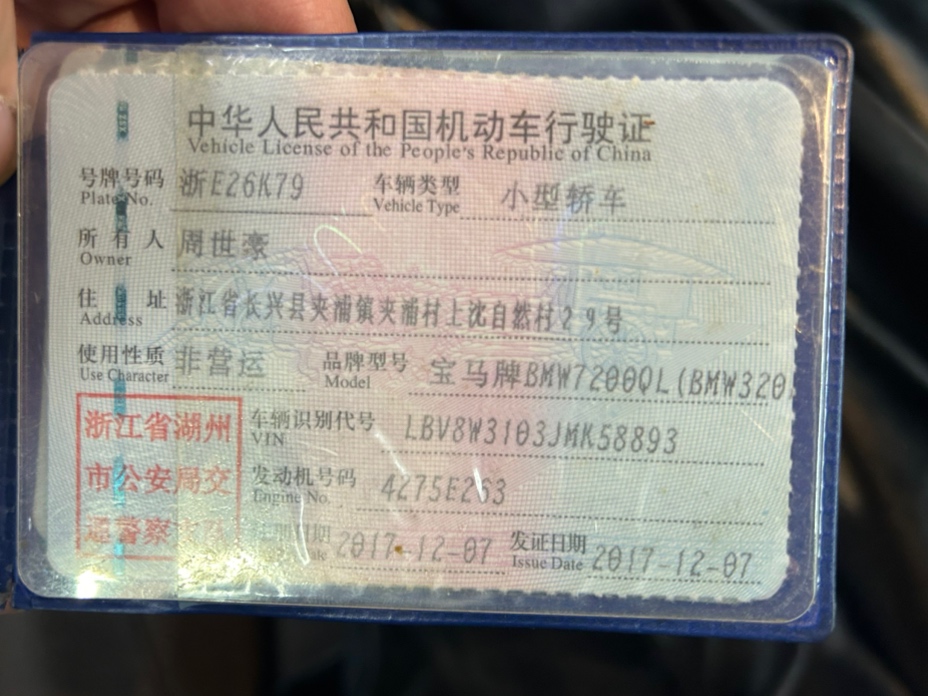 中华人民共和国机动车行驶证
Vehicle License of the People's Republic of China
号牌号码 浙E26K79 车辆类型 小型轿车
Plate No. Vehicle Type
所有人 周世豪
Owner
住址 浙江省长兴县夹浦镇夹浦村上沈自然村29号
Address
使用性质 非营运 品牌型号 宝马牌BMW7200QL(BMW320
Use Character Model
浙江省湖州
市公安局交
通警察
车辆识别代号 LBV8W3103JMK58893
VIN
发动机号码 4275E263
Engine No.
日期 2017-12-07 发证日期 2017-12-07
Issue Date